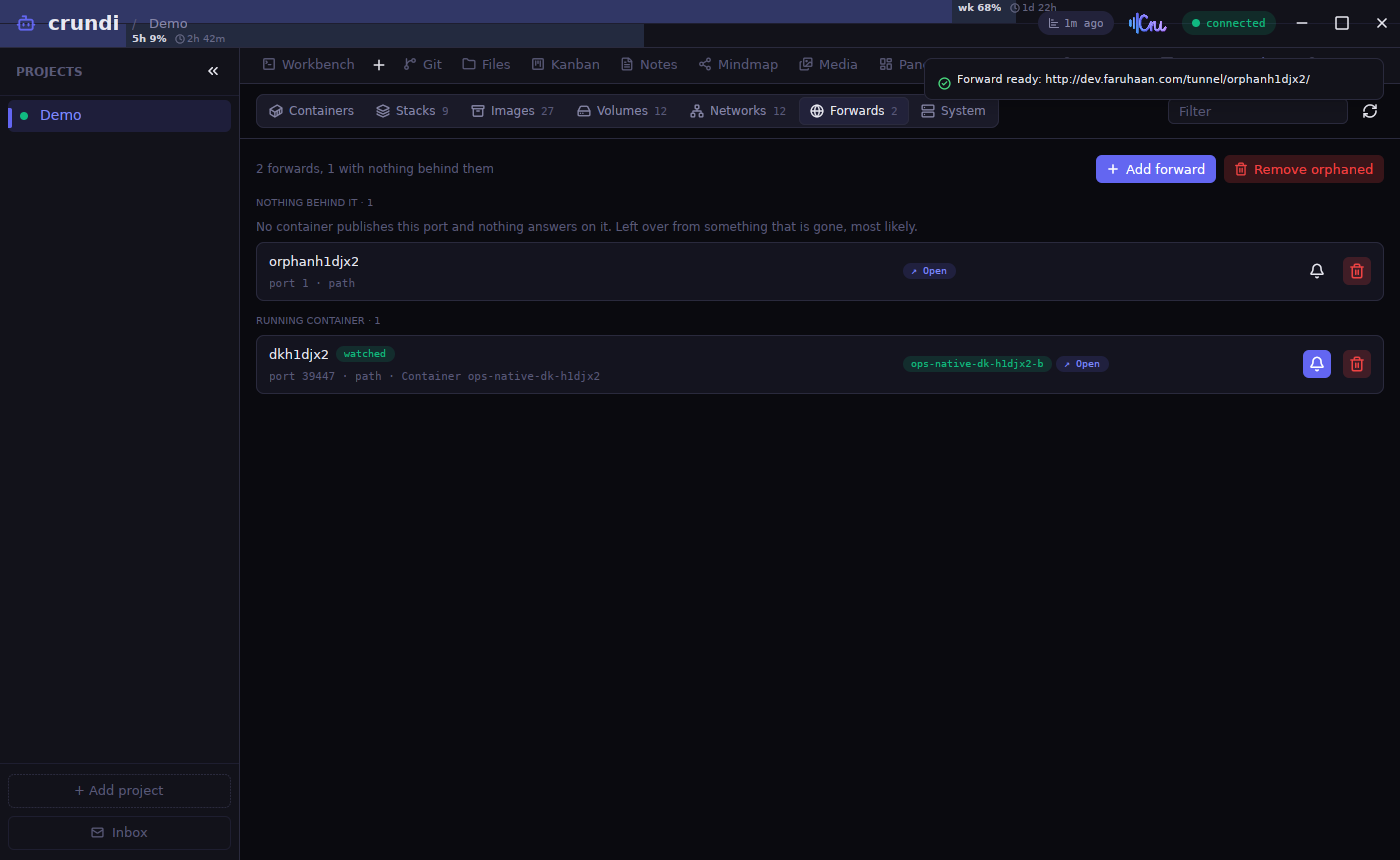 wk 68% 1d 22h
crundi / Demo
5h 9% 2h 42m
1m ago
Cru
connected
PROJECTS
Demo
+ Add project
Inbox
Workbench + Git Files Kanban Notes Mindmap Media
Forward ready: http://dev.faruhaan.com/tunnel/orphanh1djx2/
Containers Stacks 9 Images 27 Volumes 12 Networks 12 Forwards 2 System
Filter
2 forwards, 1 with nothing behind them
+ Add forward
Remove orphaned
NOTHING BEHIND IT · 1
No container publishes this port and nothing answers on it. Left over from something that is gone, most likely.
orphanh1djx2
port 1 · path
↗ Open
RUNNING CONTAINER · 1
dkh1djx2 watched
port 39447 · path · Container ops-native-dk-h1djx2
ops-native-dk-h1djx2-b ↗ Open